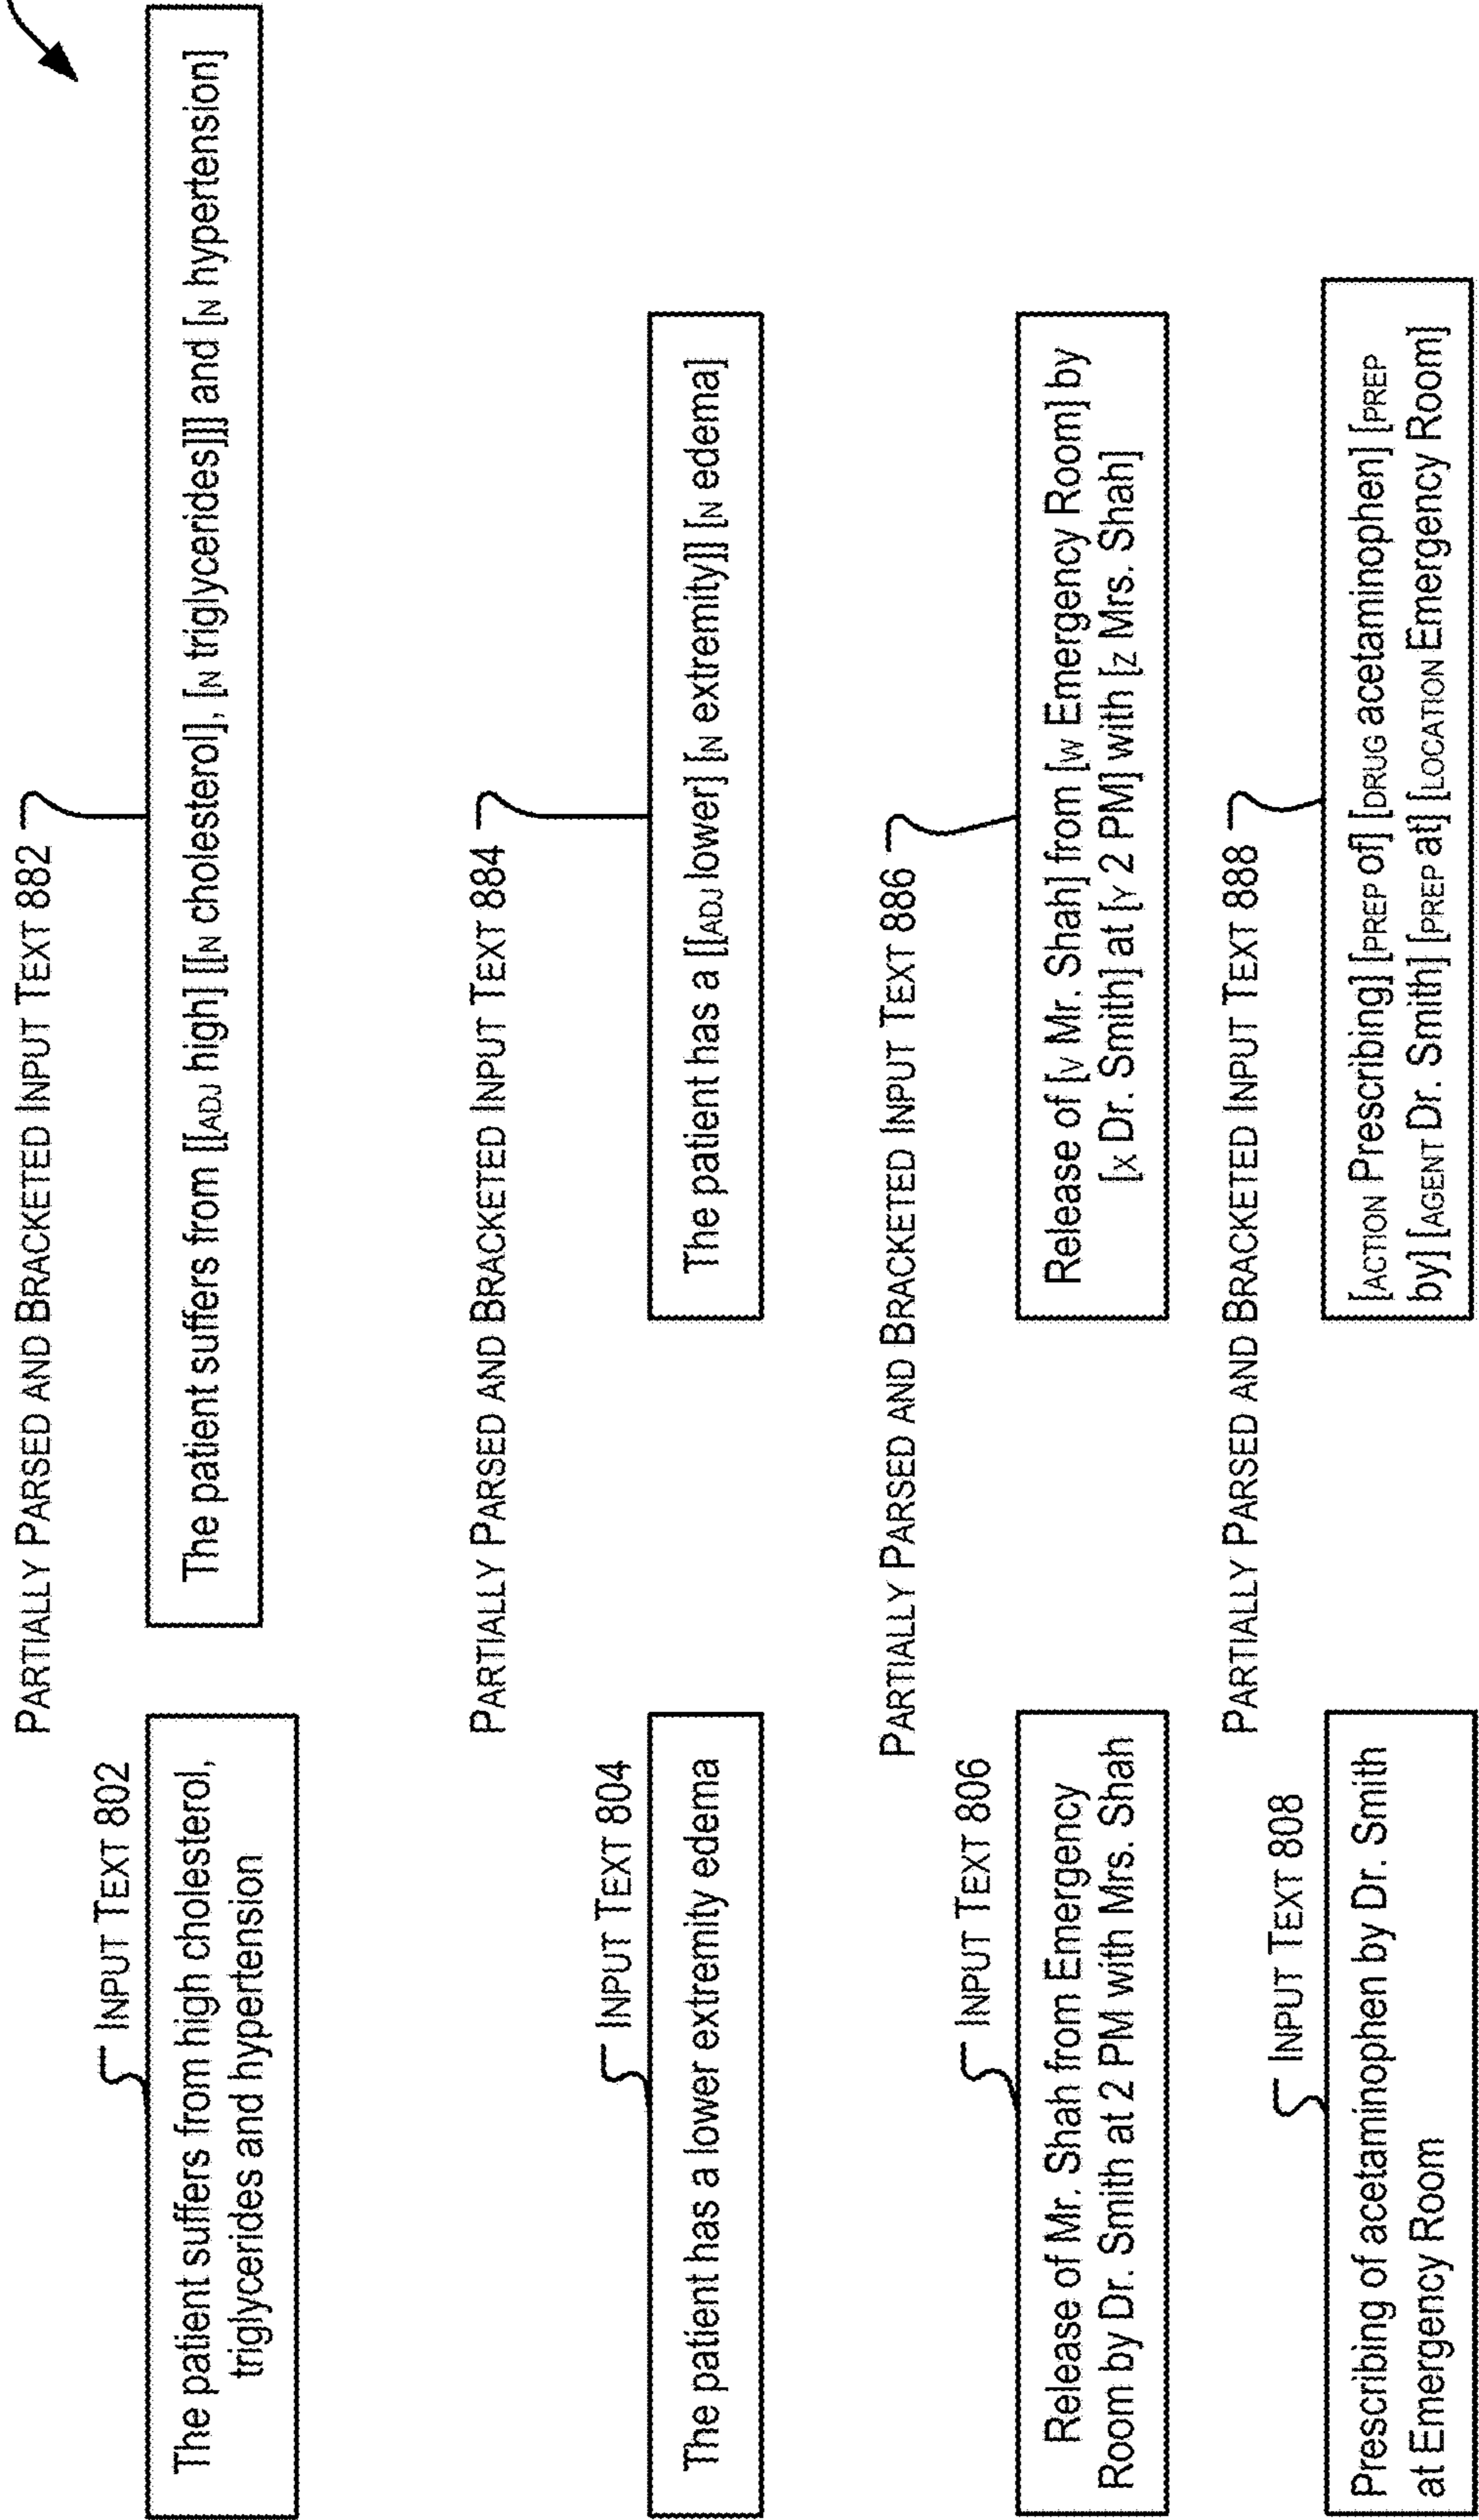 PARTIALLY PARSED AND BRACKETED INPUT TEXT 882
INPUT TEXT 802
The patient suffers from high cholesterol,
triglycerides and hypertension
The patient suffers from [[ADJ high] [[N cholesterol], [N triglycerides]]] and [N hypertension]
PARTIALLY PARSED AND BRACKETED INPUT TEXT 884
INPUT TEXT 804
The patient has a lower extremity edema
The patient has a [[ADJ lower] [N extremity]] [N edema]
PARTIALLY PARSED AND BRACKETED INPUT TEXT 886
INPUT TEXT 806
Release of Mr. Shah from Emergency
Room by Dr. Smith at 2 PM with Mrs. Shah
Release of [V Mr. Shah] from [W Emergency Room] by
[X Dr. Smith] at [Y 2 PM] with [Z Mrs. Shah]
PARTIALLY PARSED AND BRACKETED INPUT TEXT 888
INPUT TEXT 808
Prescribing of acetaminophen by Dr. Smith
at Emergency Room
[ACTION Prescribing] [PREP of] [DRUG acetaminophen] [PREP
by] [AGENT Dr. Smith] [PREP at] [LOCATION Emergency Room]